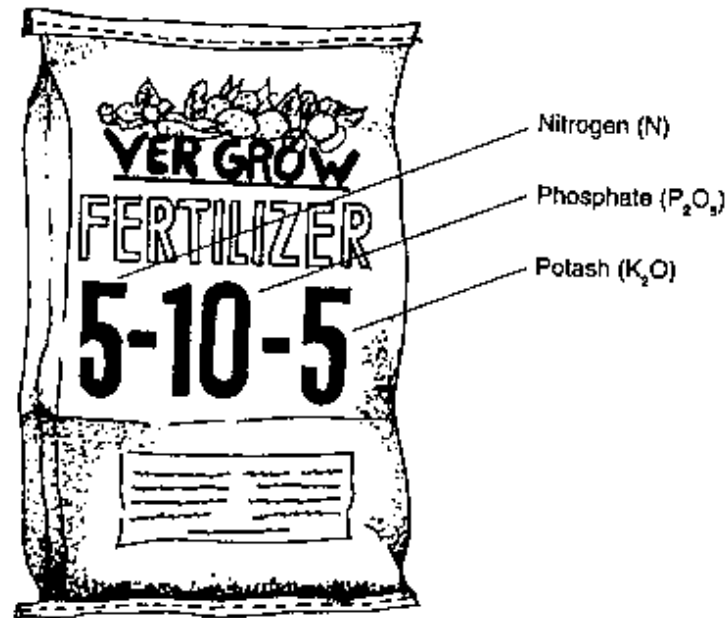 VER GROW
FERTILIZER
5-10-5
Nitrogen (N)
Phosphate (P₂O₅)
Potash (K₂O)